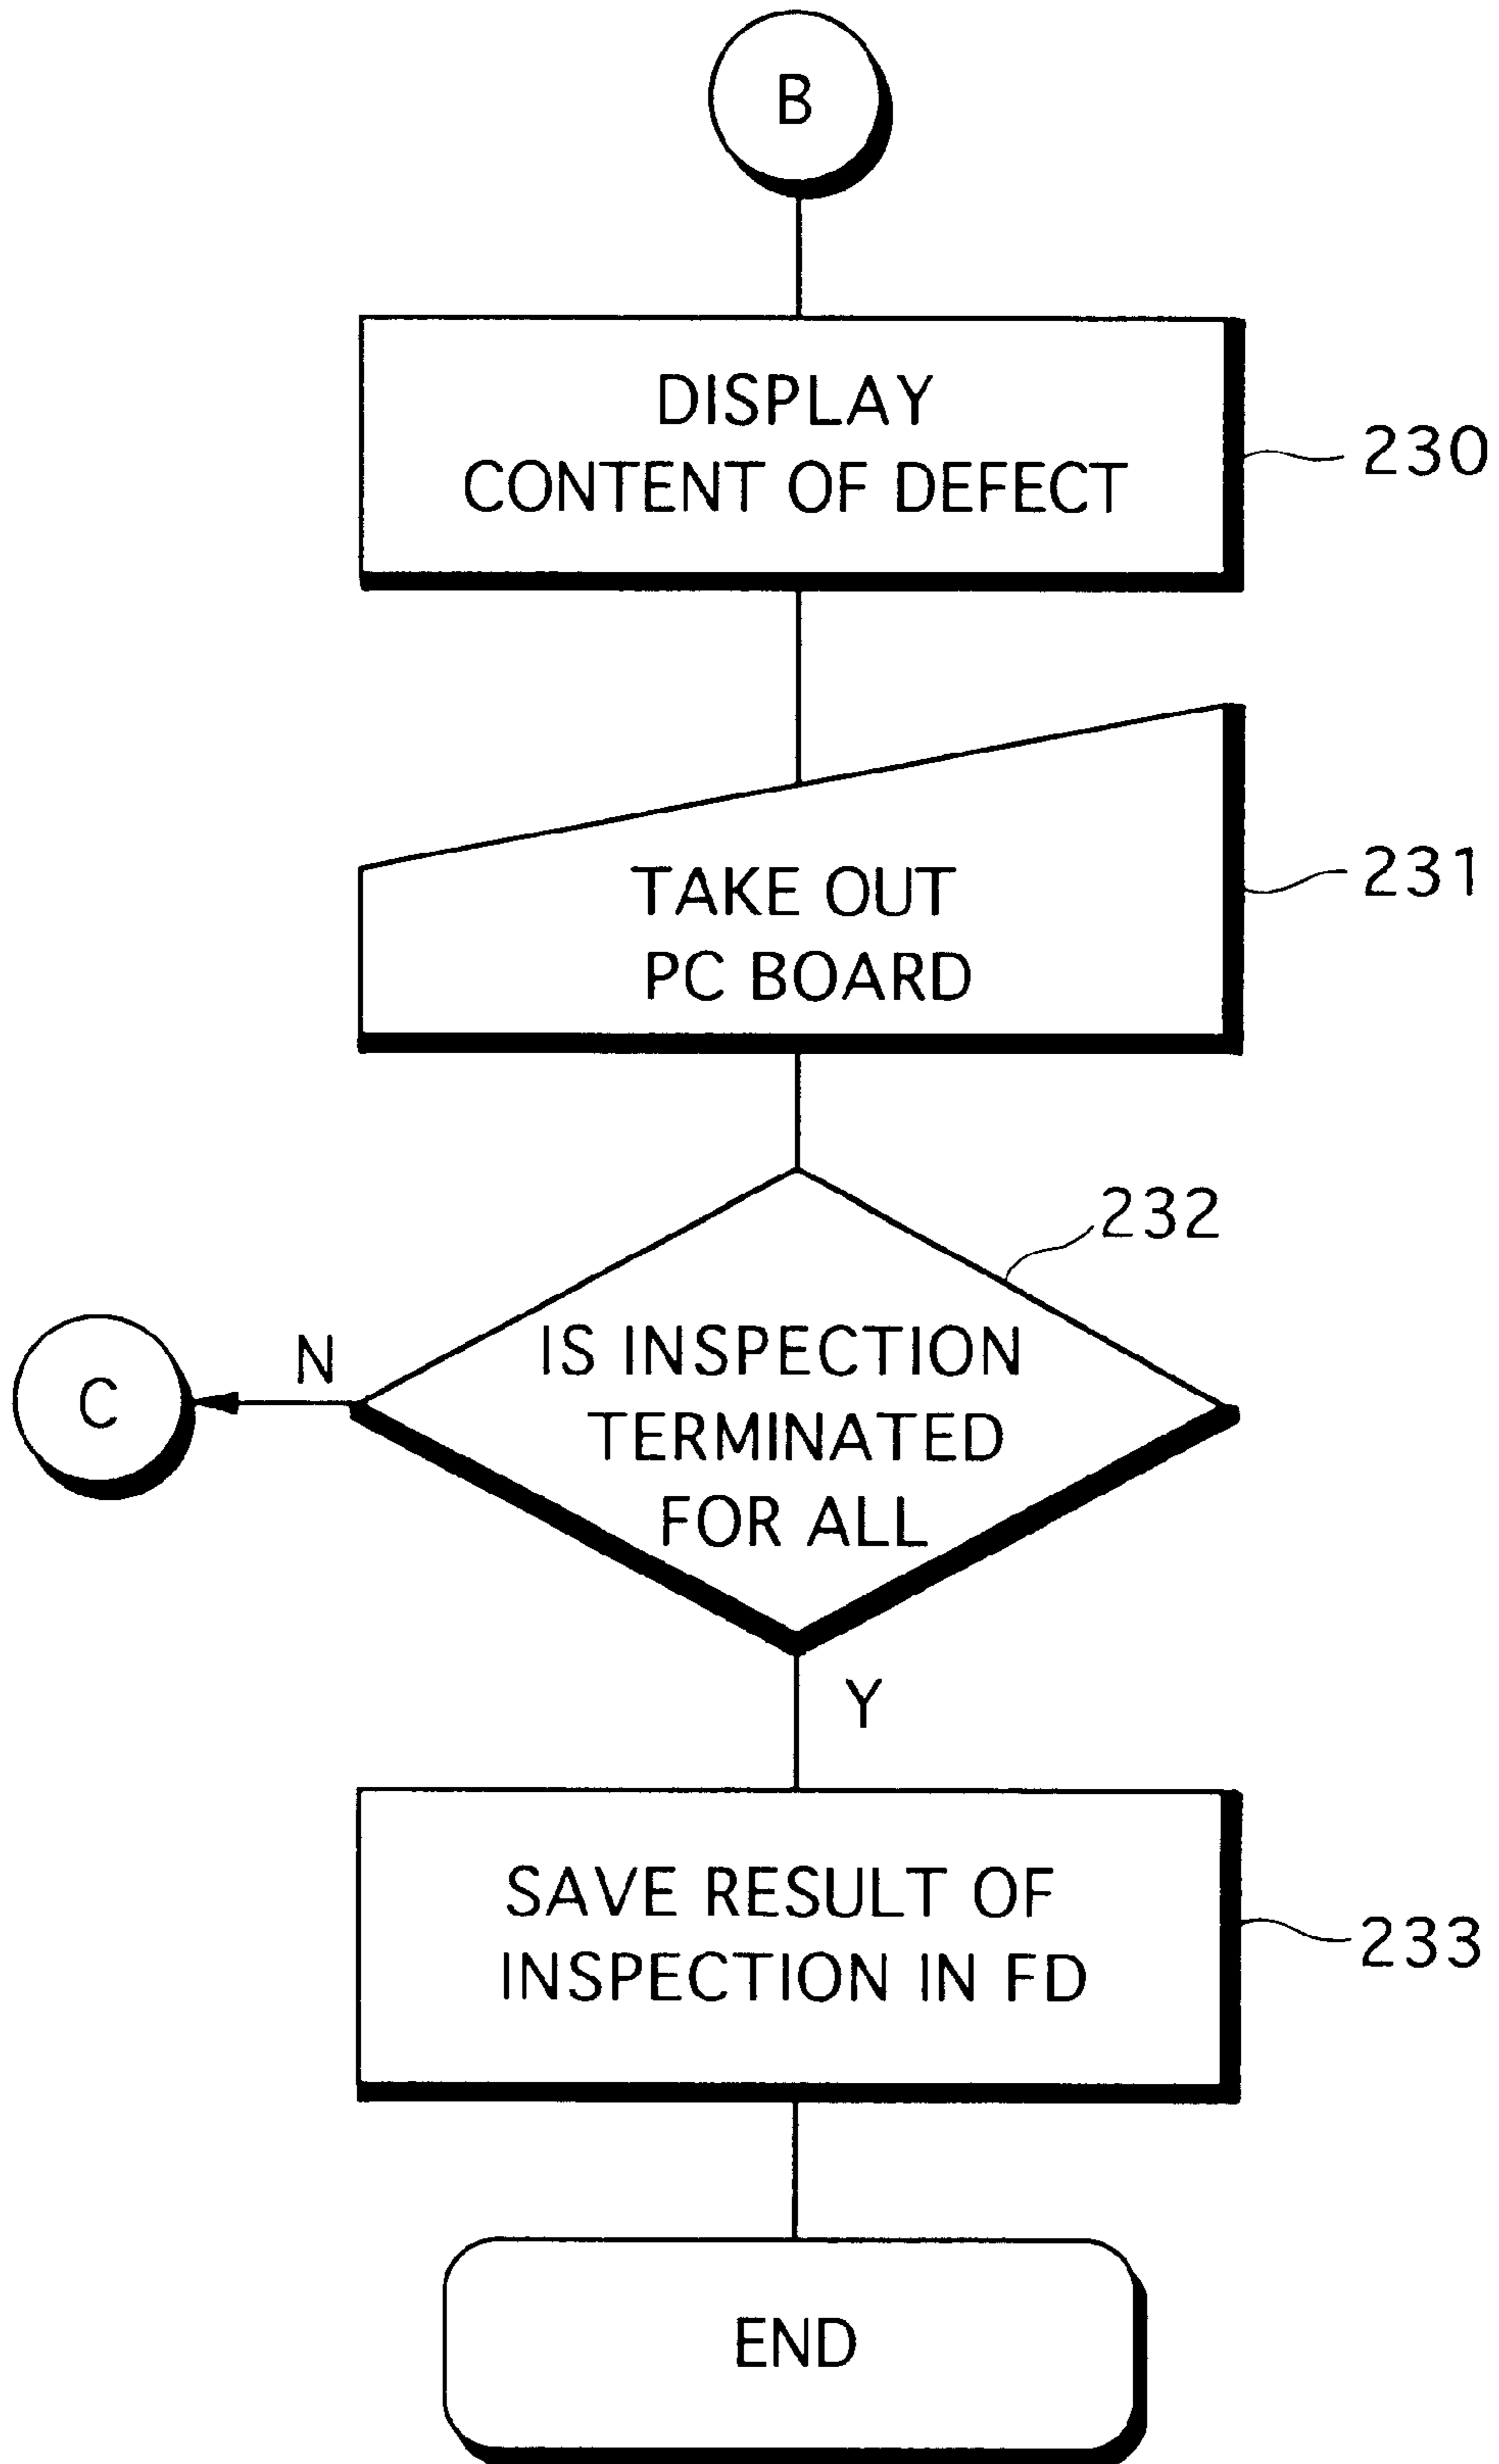 B
DISPLAY
CONTENT OF DEFECT
230
TAKE OUT
PC BOARD
231
232
IS INSPECTION
TERMINATED
FOR ALL
N
C
Y
SAVE RESULT OF
INSPECTION IN FD
233
END